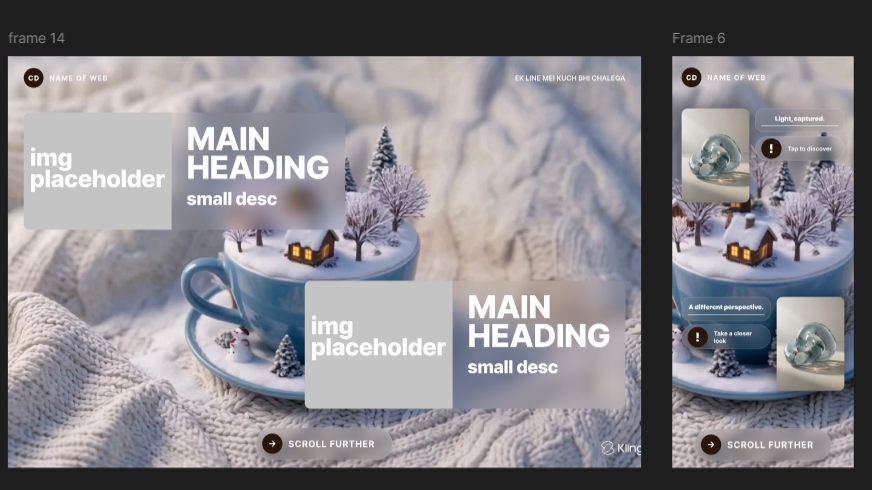 frame 14
CD NAME OF WEB
EK LINE MEI KUCH BHI CHALEGA
img
placeholder
MAIN
HEADING
small desc
img
placeholder
MAIN
HEADING
small desc
SCROLL FURTHER
Kling
Frame 6
CD NAME OF WEB
Light, captured.
! Tap to discover
A different perspective.
! Take a closer
look
SCROLL FURTHER